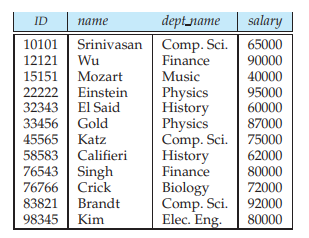 ID name dept_name salary
10101 Srinivasan Comp. Sci. 65000
12121 Wu Finance 90000
15151 Mozart Music 40000
22222 Einstein Physics 95000
32343 El Said History 60000
33456 Gold Physics 87000
45565 Katz Comp. Sci. 75000
58583 Califieri History 62000
76543 Singh Finance 80000
76766 Crick Biology 72000
83821 Brandt Comp. Sci. 92000
98345 Kim Elec. Eng. 80000